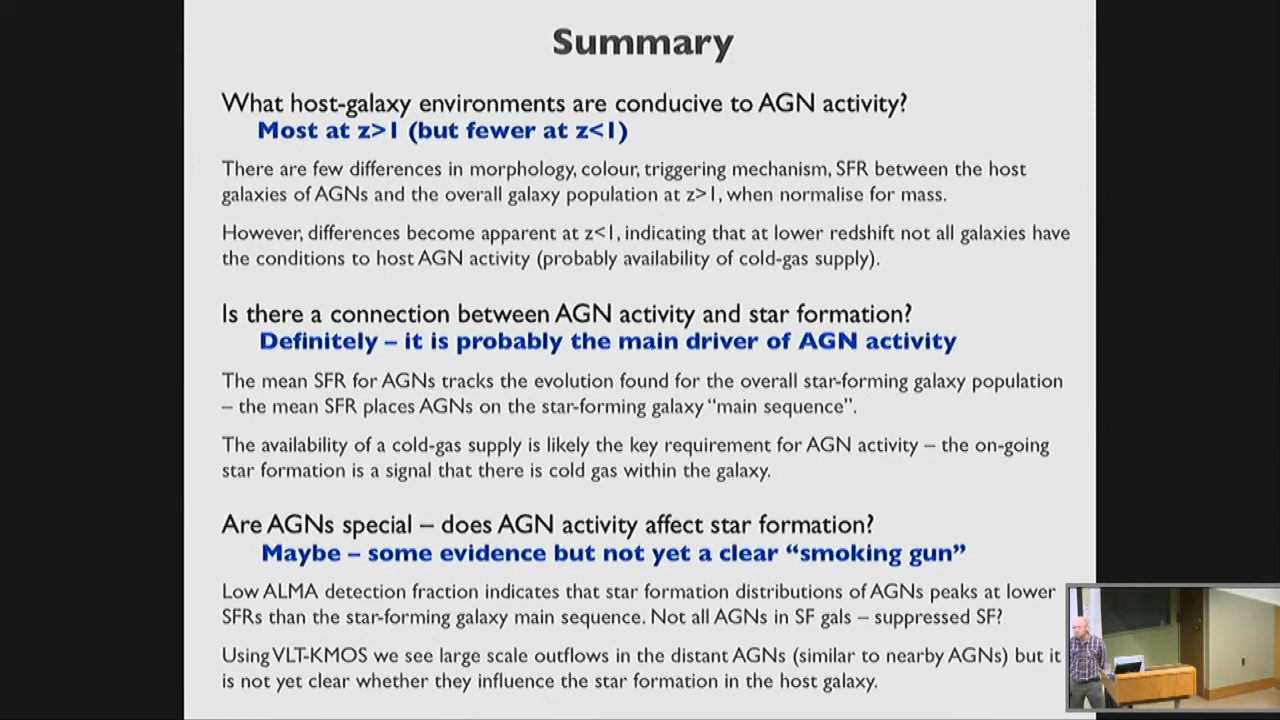 Summary
What host-galaxy environments are conducive to AGN activity?
Most at z>1 (but fewer at z<1)
There are few differences in morphology, colour, triggering mechanism, SFR between the host
galaxies of AGNs and the overall galaxy population at z>1, when normalise for mass.
However, differences become apparent at z<1, indicating that at lower redshift not all galaxies have
the conditions to host AGN activity (probably availability of cold-gas supply).
Is there a connection between AGN activity and star formation?
Definitely – it is probably the main driver of AGN activity
The mean SFR for AGNs tracks the evolution found for the overall star-forming galaxy population
– the mean SFR places AGNs on the star-forming galaxy “main sequence”.
The availability of a cold-gas supply is likely the key requirement for AGN activity – the on-going
star formation is a signal that there is cold gas within the galaxy.
Are AGNs special – does AGN activity affect star formation?
Maybe – some evidence but not yet a clear “smoking gun”
Low ALMA detection fraction indicates that star formation distributions of AGNs peaks at lower
SFRs than the star-forming galaxy main sequence. Not all AGNs in SF gals – suppressed SF?
Using VLT-KMOS we see large scale outflows in the distant AGNs (similar to nearby AGNs) but it
is not yet clear whether they influence the star formation in the host galaxy.